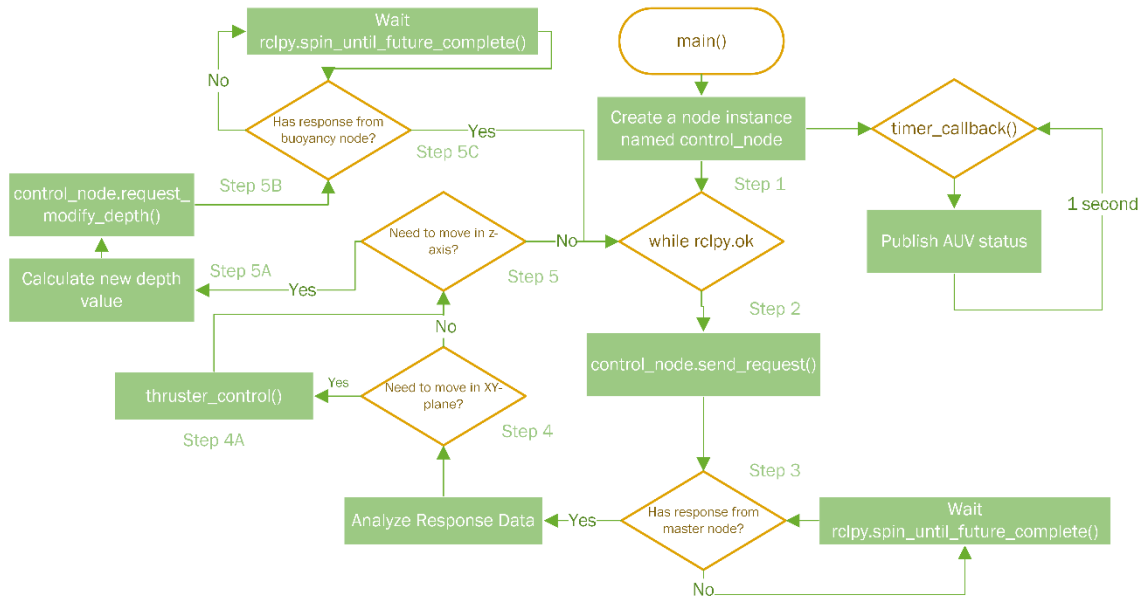 Wait
rclpy.spin_until_future_complete()
main()
No
Has response from
buoyancy node?
Yes
Step 5C
Create a node instance
named control_node
timer_callback()
Step 5B
control_node.request_
modify_depth()
Step 1
1 second
Need to move in z-
axis?
No
while rclpy.ok
Publish AUV status
Step 5A
Step 5
Calculate new depth
value
Yes
Step 2
No
control_node.send_request()
thruster_control()
Yes
Need to move in XY-
plane?
Step 4A
Step 4
Step 3
Analyze Response Data
Yes
Has response from
master node?
Wait
rclpy.spin_until_future_complete()
No